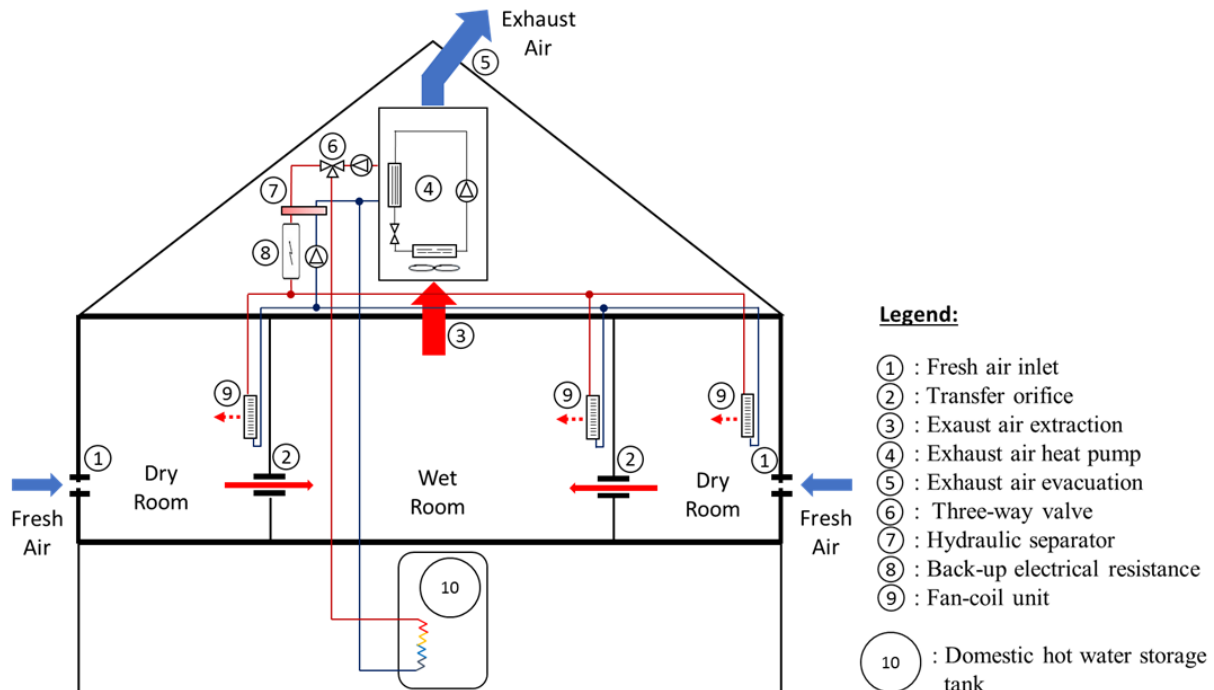 Exhaust
Air
5
6
4
7
8
3
9
9
9
1
2
2
1
Dry
Room
Wet
Room
Dry
Room
Fresh
Air
Fresh
Air
10
Legend:
1 : Fresh air inlet
2 : Transfer orifice
3 : Exaust air extraction
4 : Exhaust air heat pump
5 : Exhaust air evacuation
6 : Three-way valve
7 : Hydraulic separator
8 : Back-up electrical resistance
9 : Fan-coil unit
10 : Domestic hot water storage
tank